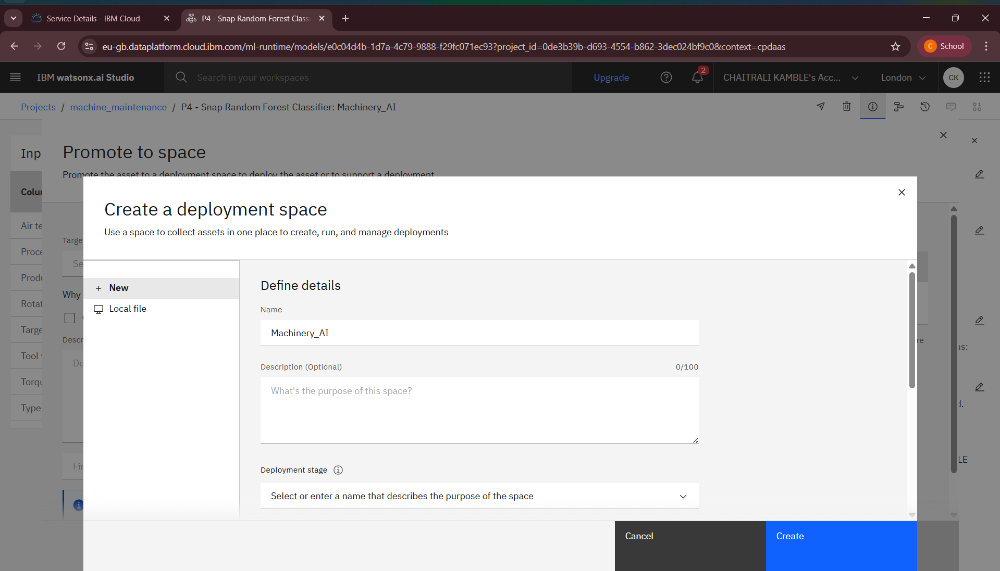 Service Details - IBM Cloud
P4 - Snap Random Forest Classi
eu-gb.dataplatform.cloud.ibm.com/ml-runtime/models/e0c04d4b-1d7a-4c79-9888-f29fc071ec93?project_id=0de3b39b-d693-4554-b862-3dec024bf9c0&context=cpdaas
C School
IBM watsonx.ai Studio
Search in your workspaces
Upgrade
2
CHAITRALI KAMBLE's Acc...
London
CK
Projects / machine_maintenance / P4 - Snap Random Forest Classifier: Machinery_AI
Inp
Promote to space
Promote the asset to a deployment space to deploy the asset or to support a deployment
Colu
Air te
Proce
Produ
Rotat
Targe
Tool
Torqu
Type
Targe
Se
Why
Descr
De
Fin
Create a deployment space
Use a space to collect assets in one place to create, run, and manage deployments
New
Local file
Define details
Name
Machinery_AI
Description (Optional)
0/100
What's the purpose of this space?
Deployment stage
Select or enter a name that describes the purpose of the space
Cancel
Create
re
ns:
d.
LE